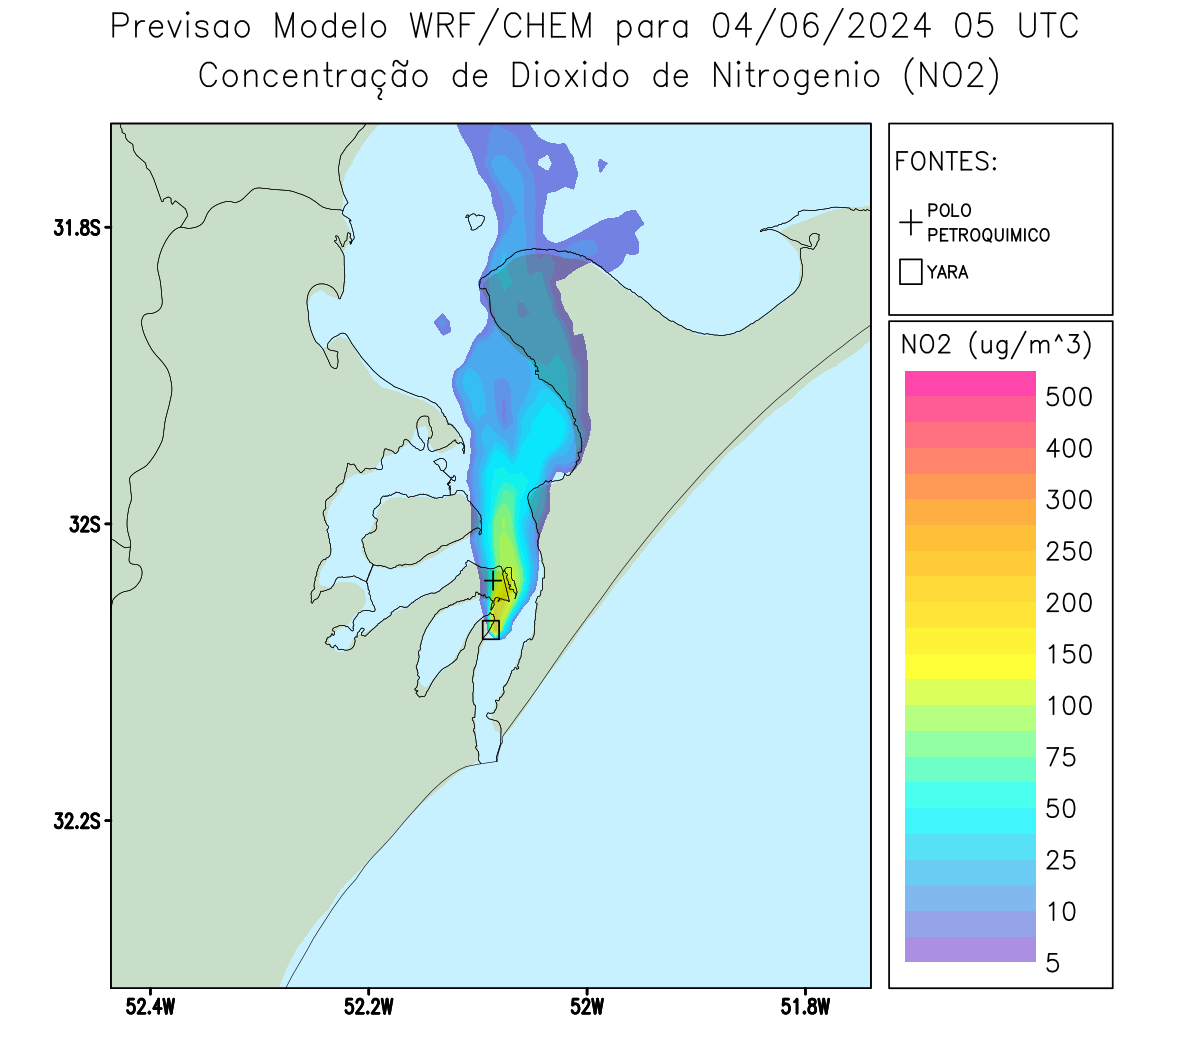 Previsao Modelo WRF/CHEM para 04/06/2024 05 UTC
Concentração de Dioxido de Nitrogenio (NO2)
FONTES:
POLO
PETROQUIMICO
YARA
NO2 (ug/m^3)
500
400
300
250
200
150
100
75
50
25
10
5
31.8S
32S
32.2S
52.4W
52.2W
52W
51.8W